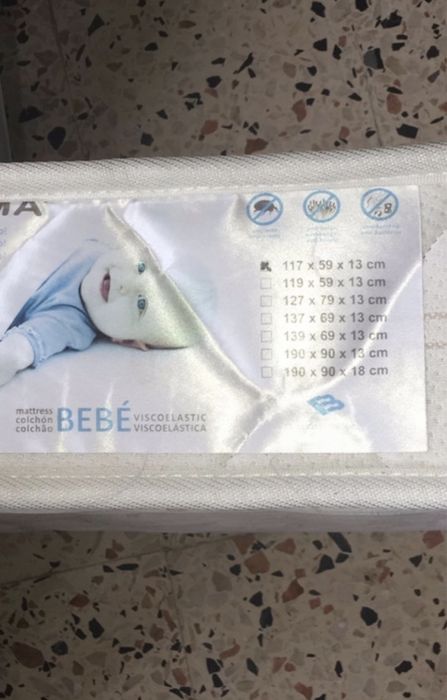 MA
117 x 59 x 13 cm
119 x 59 x 13 cm
127 x 79 x 13 cm
137 x 69 x 13 cm
139 x 69 x 13 cm
190 x 90 x 13 cm
190 x 90 x 18 cm
mattress
colchón
colchão
BEBÉ
VISCOELASTIC
VISCOELÁSTICA